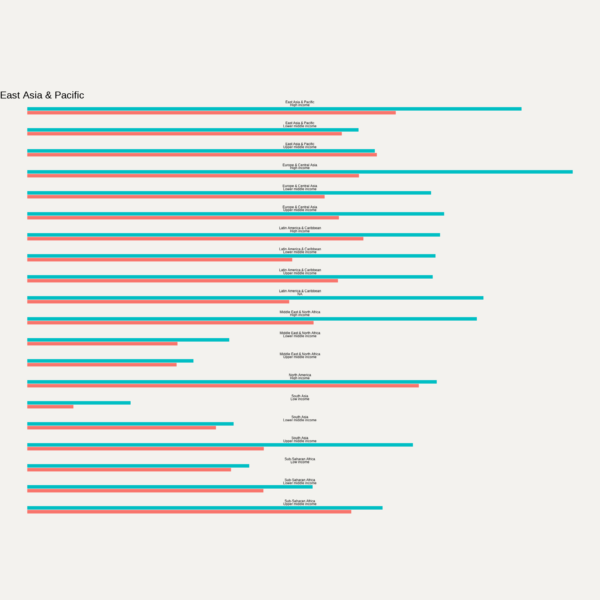 East Asia & Pacific
East Asia & Pacific
High income
East Asia & Pacific
Lower middle income
East Asia & Pacific
Upper middle income
Europe & Central Asia
High income
Europe & Central Asia
Lower middle income
Europe & Central Asia
Upper middle income
Latin America & Caribbean
High income
Latin America & Caribbean
Lower middle income
Latin America & Caribbean
Upper middle income
Latin America & Caribbean
NA
Middle East & North Africa
High income
Middle East & North Africa
Lower middle income
Middle East & North Africa
Upper middle income
North America
High income
South Asia
Low income
South Asia
Lower middle income
South Asia
Upper middle income
Sub-Saharan Africa
Low income
Sub-Saharan Africa
Lower middle income
Sub-Saharan Africa
Upper middle income